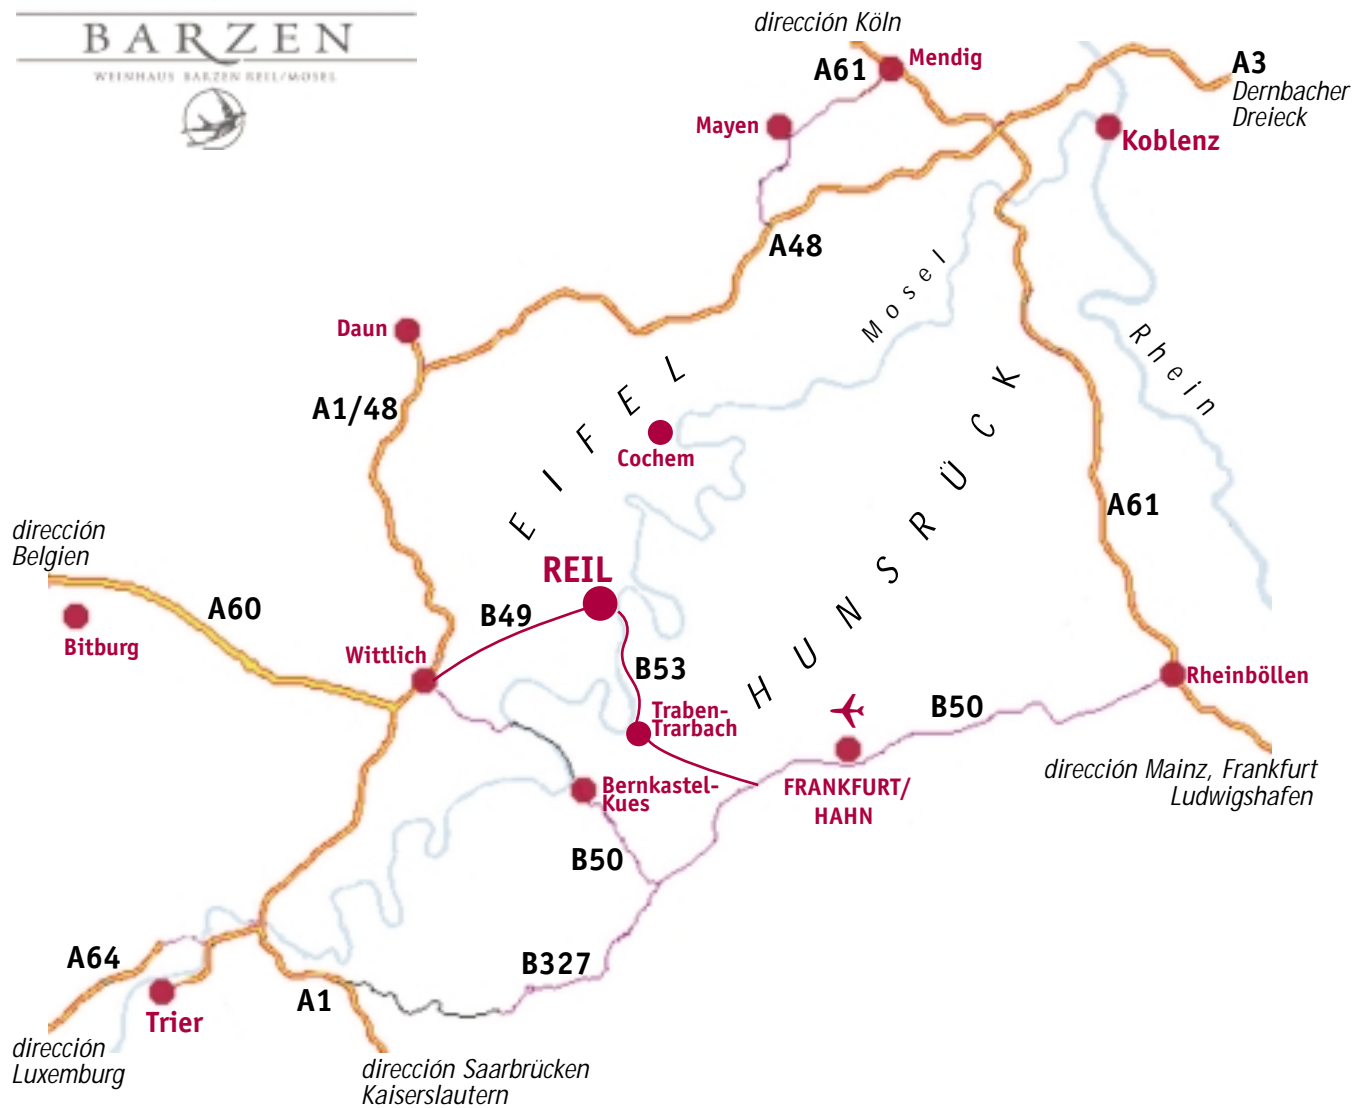 BARZEN
WEINHAUS BARZEN REIL/MOSEL
dirección Köln
Mendig
A61
A3
Dernbacher
Dreieck
Mayen
Koblenz
A48
Mosel
Rhein
Daun
A1/48
EIFEL
Cochem
HUNSRÜCK
A61
dirección
Belgien
A60
Bitburg
REIL
B49
Wittlich
B53
Traben-
Trarbach
B50
Rheinböllen
dirección Mainz, Frankfurt
Ludwigshafen
FRANKFURT/
HAHN
Bernkastel-
Kues
B50
B327
A64
A1
Trier
dirección
Luxemburg
dirección Saarbrücken
Kaiserslautern